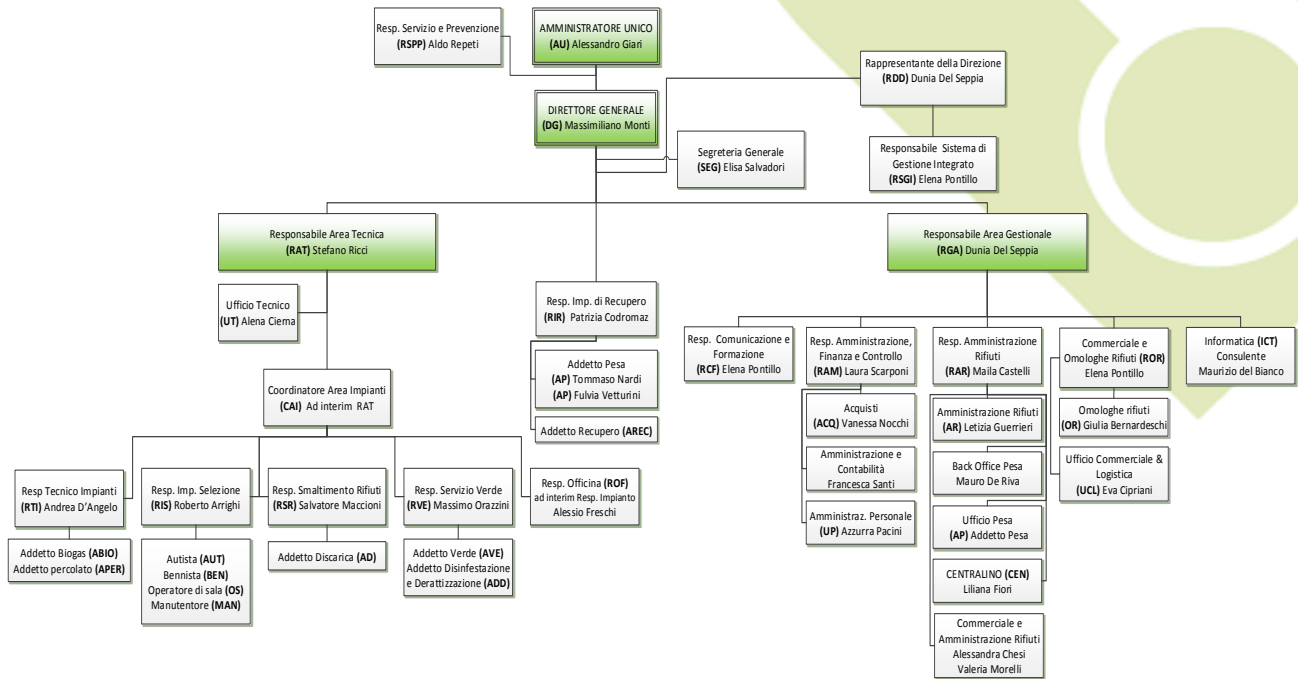 Resp. Servizio e Prevenzione
(RSPP) Aldo Repeti
AMMINISTRATORE UNICO
(AU) Alessandro Giari
Rappresentante della Direzione
(RDD) Dunia Del Seppia
DIRETTORE GENERALE
(DG) Massimiliano Monti
Segreteria Generale
(SEG) Elisa Salvadori
Responsabile Sistema di
Gestione Integrato
(RSGI) Elena Pontillo
Responsabile Area Tecnica
(RAT) Stefano Ricci
Responsabile Area Gestionale
(RGA) Dunia Del Seppia
Ufficio Tecnico
(UT) Alena Cierna
Resp. Imp. di Recupero
(RIR) Patrizia Codromaz
Addetto Pesa
(AP) Tommaso Nardi
(AP) Fulvia Vetturini
Addetto Recupero (AREC)
Coordinatore Area Impianti
(CAI) Ad interim RAT
Resp Tecnico Impianti
(RTI) Andrea D'Angelo
Addetto Biogas (ABIO)
Addetto percolato (APER)
Resp. Imp. Selezione
(RIS) Roberto Arrighi
Autista (AUT)
Bennista (BEN)
Operatore di sala (OS)
Manutentore (MAN)
Resp. Smaltimento Rifiuti
(RSR) Salvatore Maccioni
Addetto Discarica (AD)
Resp. Servizio Verde
(RVE) Massimo Orazzini
Addetto Verde (AVE)
Addetto Disinfestazione
e Derattizzazione (ADD)
Resp. Officina (ROF)
ad interim Resp. Impianto
Alessio Freschi
Resp. Comunicazione e
Formazione
(RCF) Elena Pontillo
Resp. Amministrazione,
Finanza e Controllo
(RAM) Laura Scarponi
Acquisti
(ACQ) Vanessa Nocchi
Amministrazione e
Contabilità
Francesca Santi
Amministraz. Personale
(UP) Azzurra Pacini
Resp. Amministrazione
Rifiuti
(RAR) Maila Castelli
Amministrazione Rifiuti
(AR) Letizia Guerrieri
Back Office Pesa
Mauro De Riva
Ufficio Pesa
(AP) Addetto Pesa
CENTRALINO (CEN)
Liliana Fiori
Commerciale e
Amministrazione Rifiuti
Alessandra Chesi
Valeria Morelli
Commerciale e
Omologhe Rifiuti (ROR)
Elena Pontillo
Omologhe rifiuti
(OR) Giulia Bernardeschi
Ufficio Commerciale &
Logistica
(UCL) Eva Cipriani
Informatica (ICT)
Consulente
Maurizio del Bianco